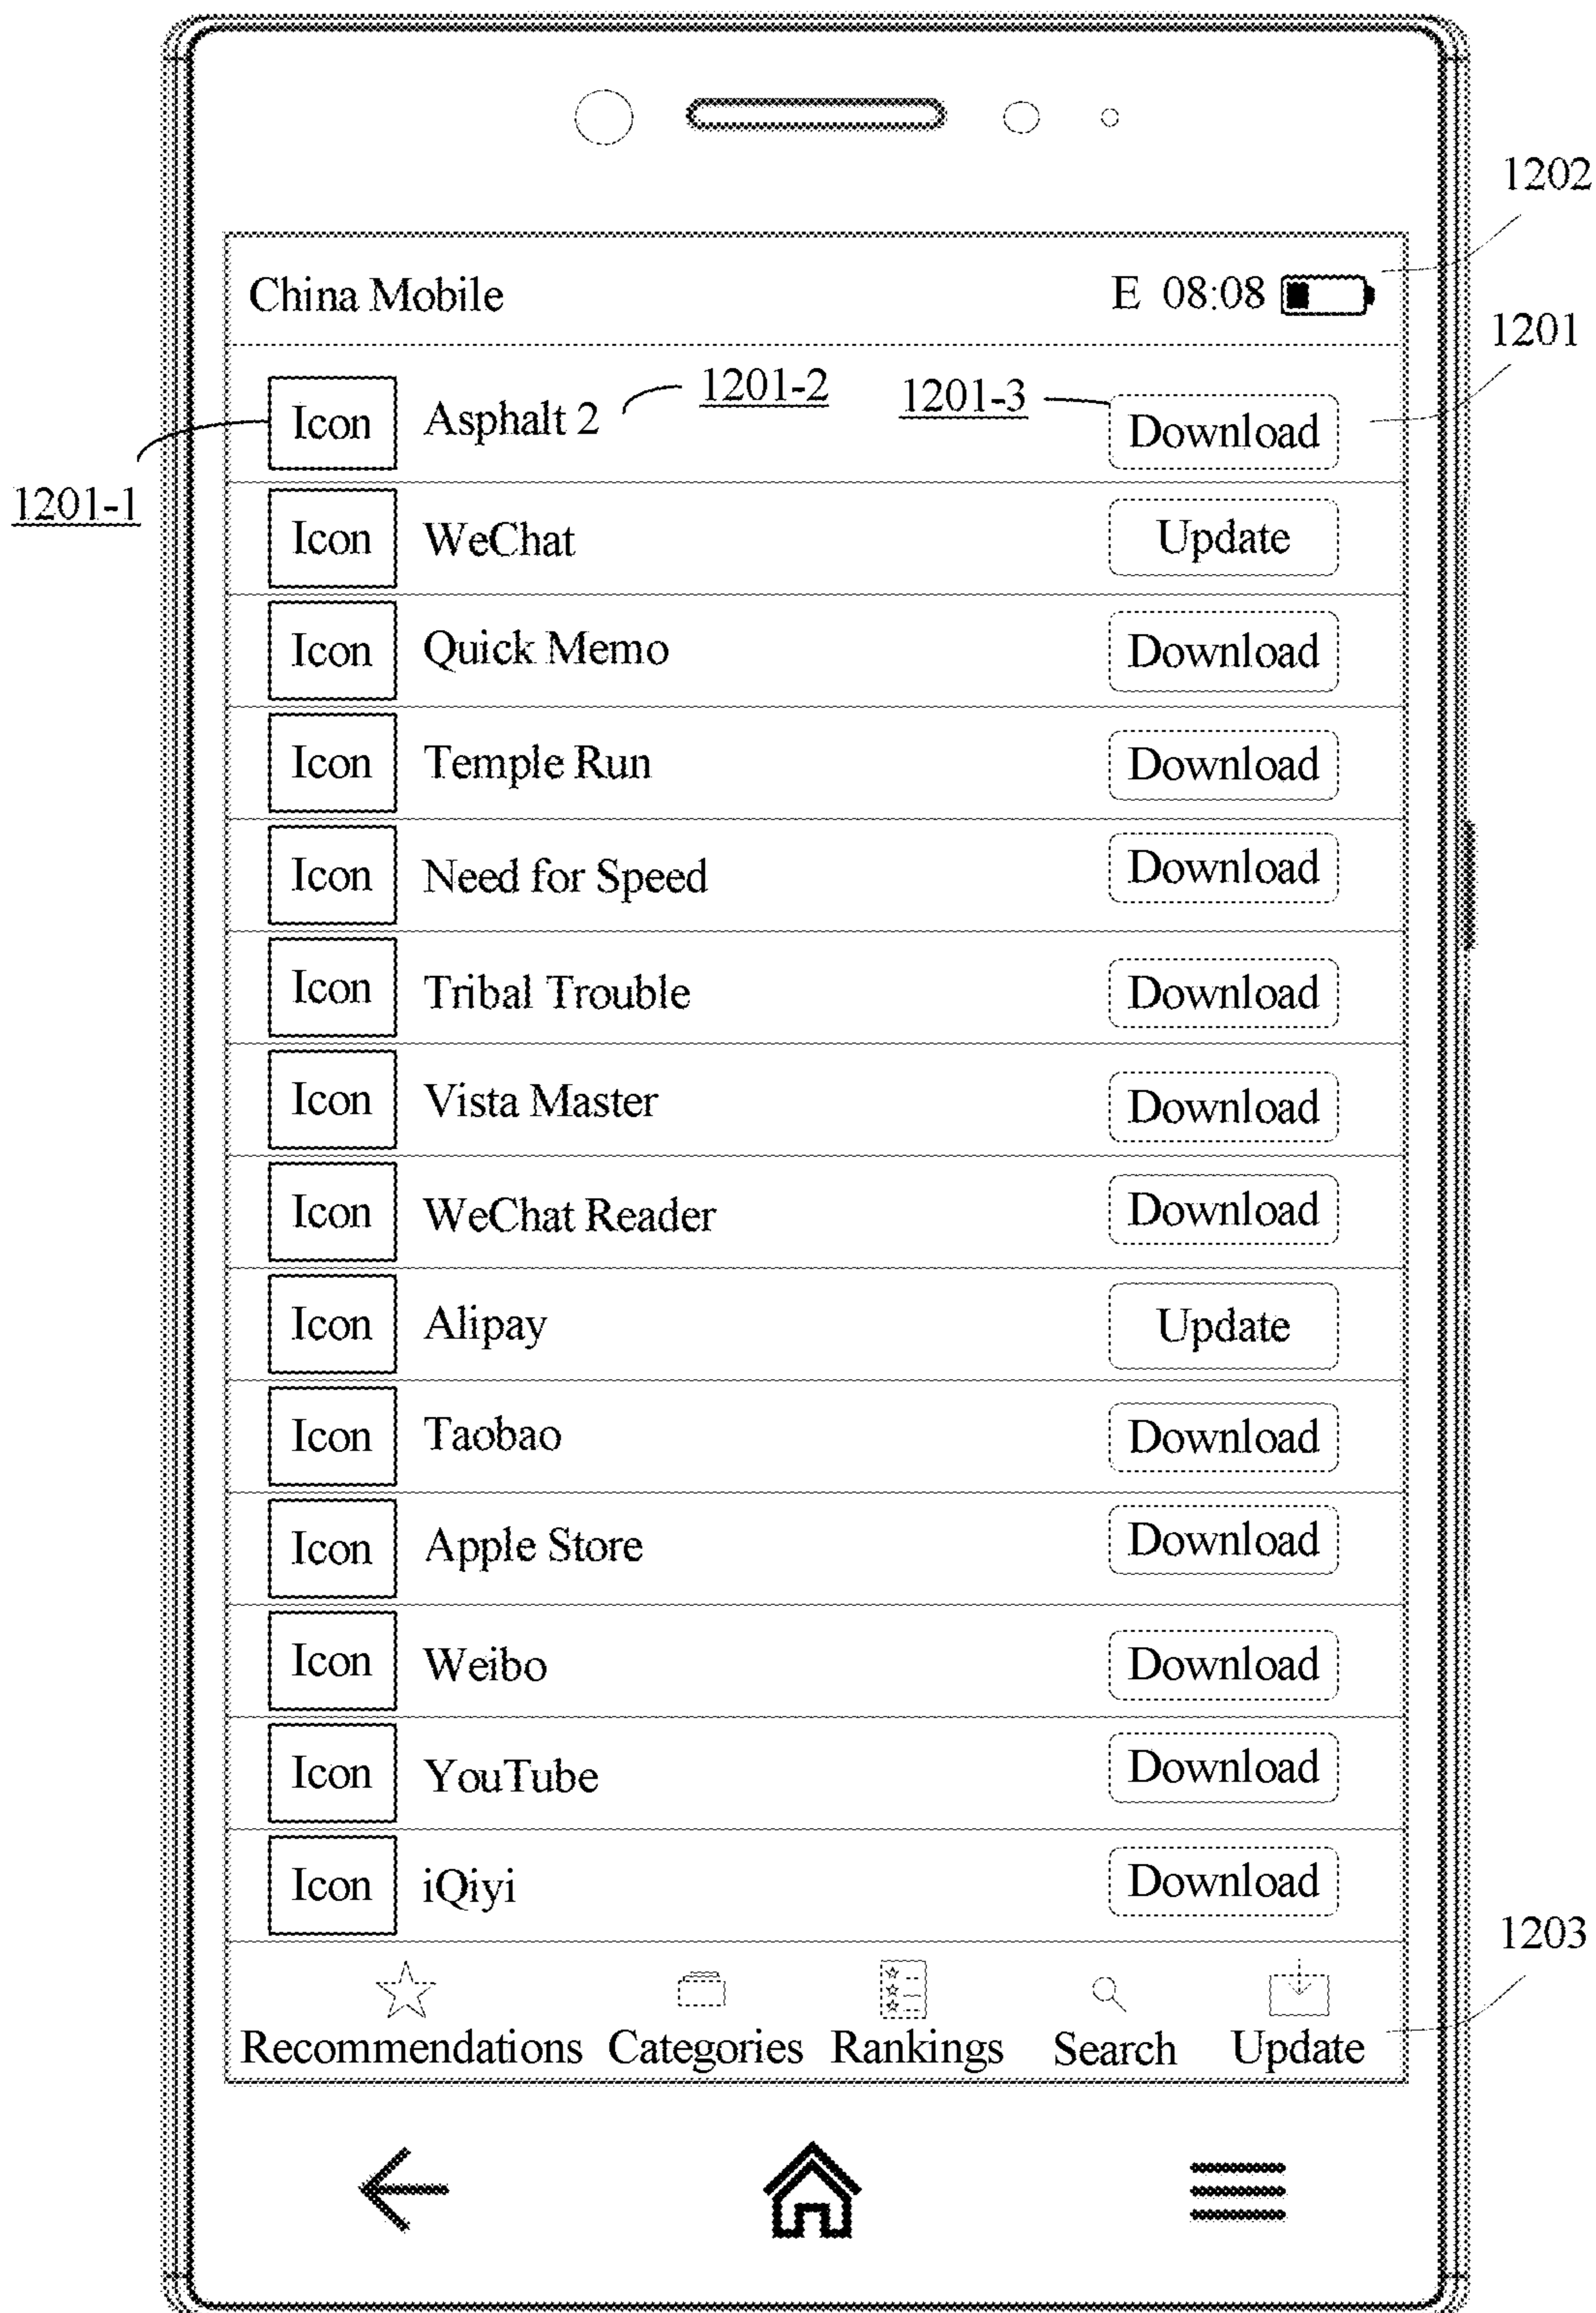 1202
China Mobile E 08:08
1201
Icon Asphalt 2 1201-2 1201-3 Download
1201-1
Icon WeChat Update
Icon Quick Memo Download
Icon Temple Run Download
Icon Need for Speed Download
Icon Tribal Trouble Download
Icon Vista Master Download
Icon WeChat Reader Download
Icon Alipay Update
Icon Taobao Download
Icon Apple Store Download
Icon Weibo Download
Icon YouTube Download
Icon iQiyi Download
1203
Recommendations Categories Rankings Search Update